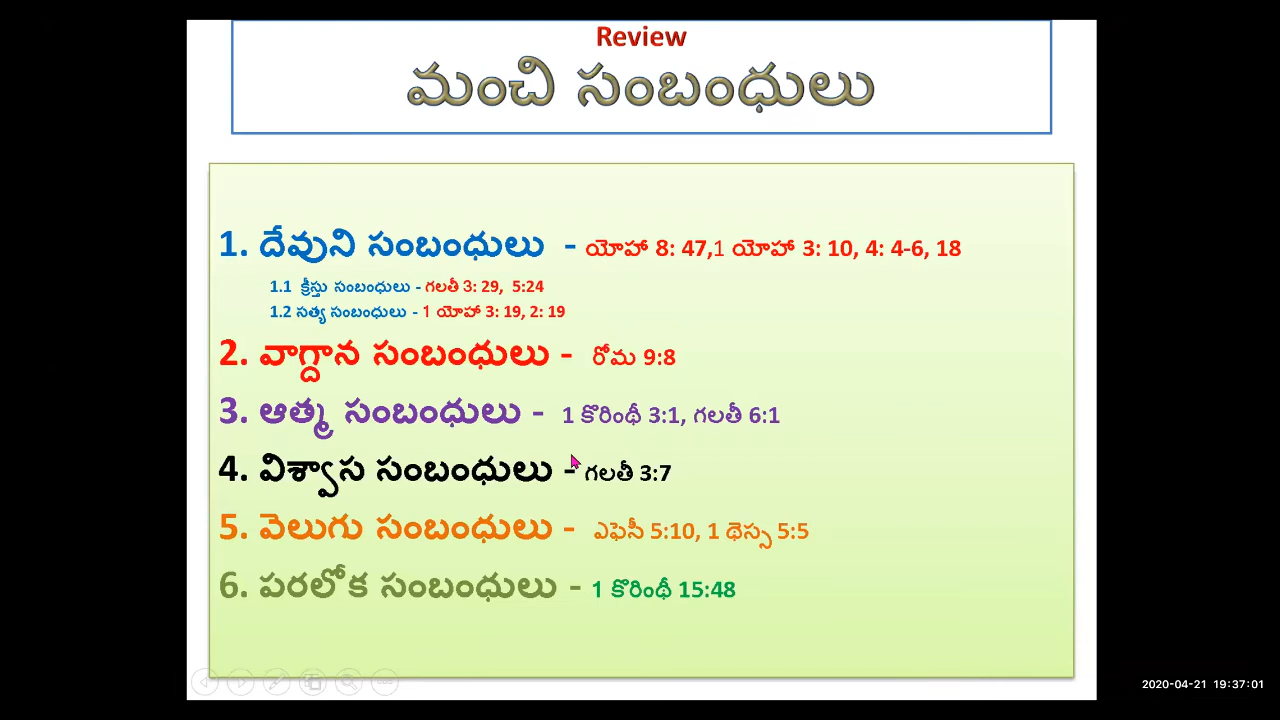 Review
మంచి సంబంధులు
1. దేవుని సంబంధులు - యోహా 8: 47,1 యోహా 3: 10, 4: 4-6, 18
1.1 క్రీస్తు సంబంధులు - గలతీ 3: 29, 5:24
1.2 సత్య సంబంధులు - 1 యోహా 3: 19, 2: 19
2. వాగ్దాన సంబంధులు - రోమ 9:8
3. ఆత్మ సంబంధులు - 1 కొరింథీ 3:1, గలతీ 6:1
4. విశ్వాస సంబంధులు - గలతీ 3:7
5. వెలుగు సంబంధులు - ఎఫెసీ 5:10, 1 థెస్స 5:5
6. పరలోక సంబంధులు - 1 కొరింథీ 15:48
2020-04-21 19:37:01